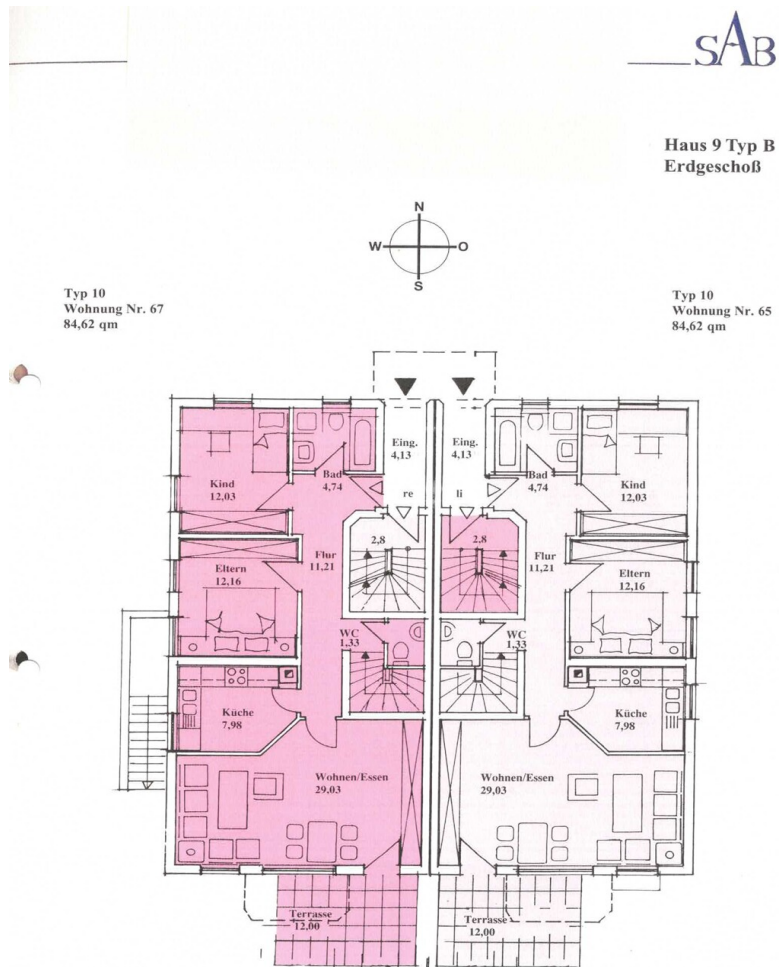 SAB
Haus 9 Typ B
Erdgeschoß
N
W O
S
Typ 10
Wohnung Nr. 67
84,62 qm
Typ 10
Wohnung Nr. 65
84,62 qm
Eing.
4,13
re
Eing.
4,13
li
Bad
4,74
Bad
4,74
Kind
12,03
Kind
12,03
2,8
2,8
Flur
11,21
Flur
11,21
Eltern
12,16
Eltern
12,16
WC
1,33
WC
1,33
Küche
7,98
Küche
7,98
Wohnen/Essen
29,03
Wohnen/Essen
29,03
Terrasse
12,00
Terrasse
12,00